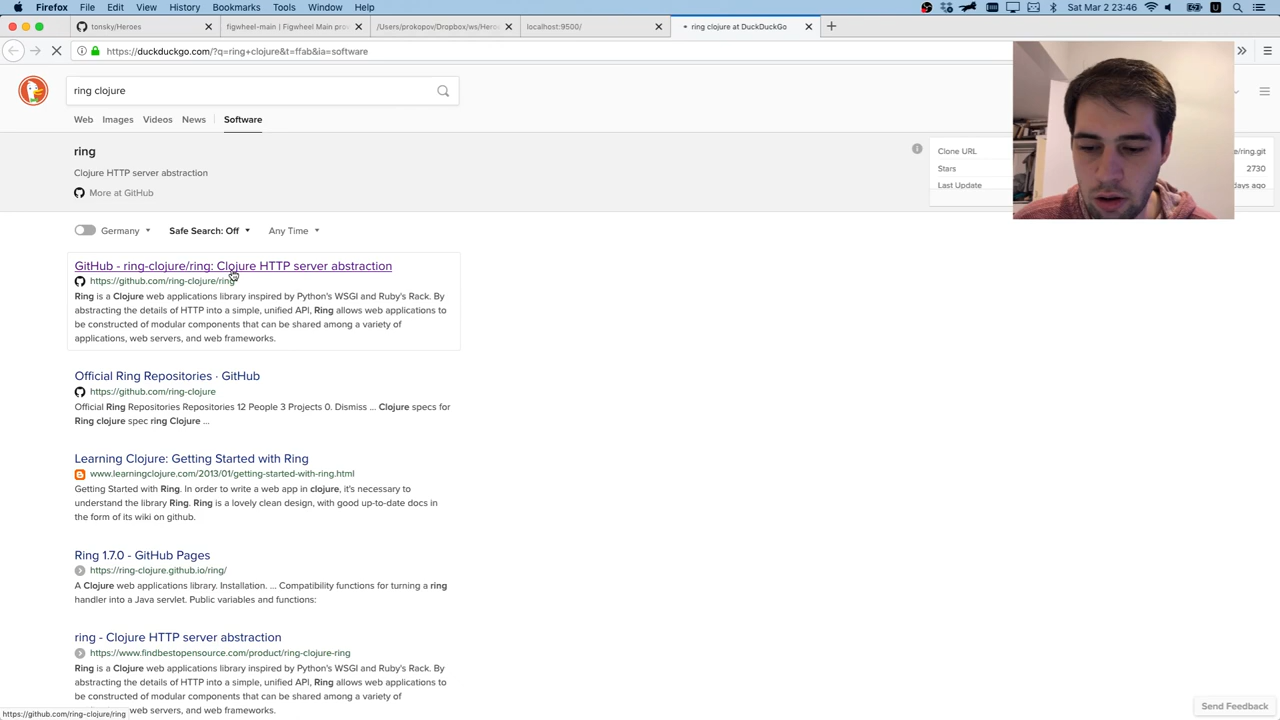 Firefox File Edit View History Bookmarks Tools Window Help Sat Mar 2 23:46
tonsky/Heroes
figwheel-main | Figwheel Main pro
/Users/prokopov/Dropbox/ws/Hero
localhost:9500/
ring clojure at DuckDuckGo
https://duckduckgo.com/?q=ring+clojure&t=ffab&ia=software
ring clojure
Web Images Videos News Software
ring
Clojure HTTP server abstraction
More at GitHub
Clone URL e/ring.git
Stars 2730
Last Update days ago
Germany Safe Search: Off Any Time
GitHub - ring-clojure/ring: Clojure HTTP server abstraction
https://github.com/ring-clojure/ring
Ring is a Clojure web applications library inspired by Python's WSGI and Ruby's Rack. By
abstracting the details of HTTP into a simple, unified API, Ring allows web applications to
be constructed of modular components that can be shared among a variety of
applications, web servers, and web frameworks.
Official Ring Repositories · GitHub
https://github.com/ring-clojure
Official Ring Repositories Repositories 12 People 3 Projects 0. Dismiss ... Clojure specs for
Ring clojure spec ring Clojure ...
Learning Clojure: Getting Started with Ring
www.learningclojure.com/2013/01/getting-started-with-ring.html
Getting Started with Ring. In order to write a web app in clojure, it's necessary to
understand the library Ring. Ring is a lovely clean design, with good up-to-date docs in
the form of its wiki on github.
Ring 1.7.0 - GitHub Pages
https://ring-clojure.github.io/ring/
A Clojure web applications library. Installation. ... Compatibility functions for turning a ring
handler into a Java servlet. Public variables and functions:
ring - Clojure HTTP server abstraction
https://www.findbestopensource.com/product/ring-clojure-ring
Ring is a Clojure web applications library inspired by Python's WSGI and Ruby's Rack. By
abstracting the details of HTTP into a simple, unified API, Ring allows web applications to
be constructed of modular components that can be shared among a variety of
web servers, and web frameworks.
https://github.com/ring-clojure/ring
Send Feedback